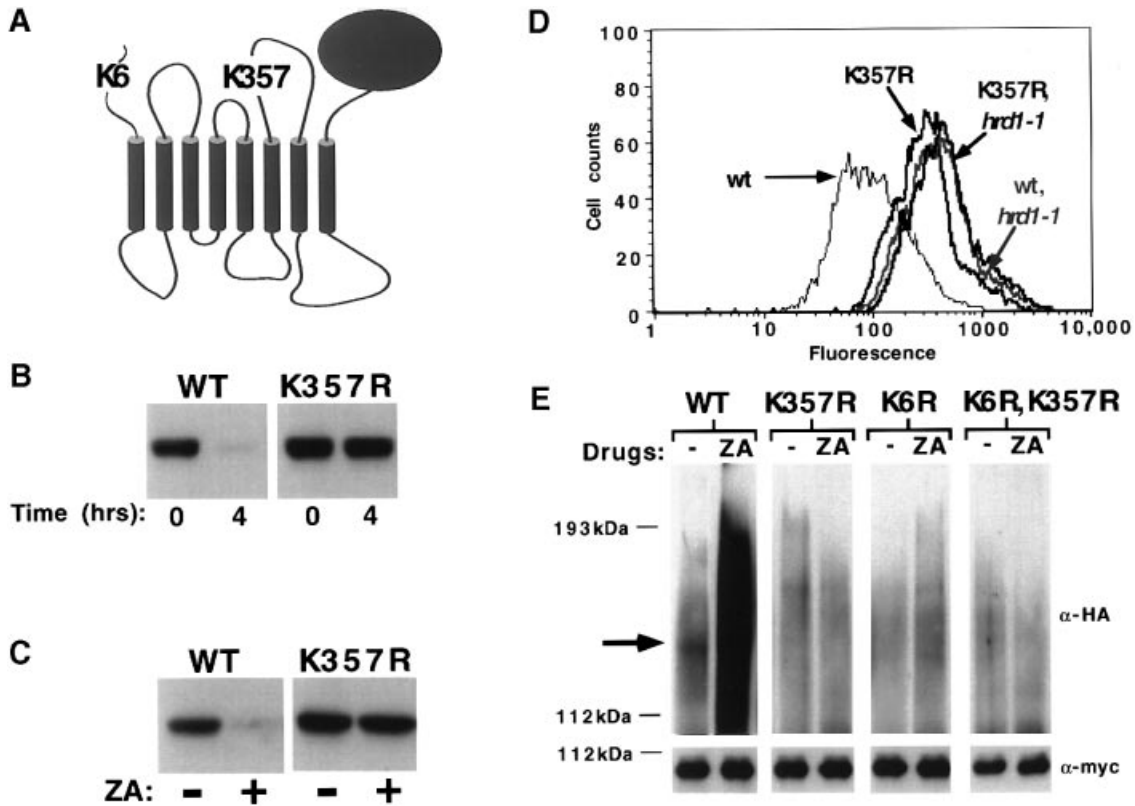 A
K6
K357
B
WT
K357R
Time (hrs):
0
4
0
4
C
WT
K357R
ZA:
-
+
-
+
D
100
80
60
40
20
0
Cell counts
K357R
K357R,
hrd1-1
wt
wt,
hrd1-1
1
10
100
1000
10,000
Fluorescence
E
WT
K357R
K6R
K6R, K357R
Drugs:
-
ZA
-
ZA
-
ZA
-
ZA
193kDa
α-HA
112kDa
112kDa
α-myc